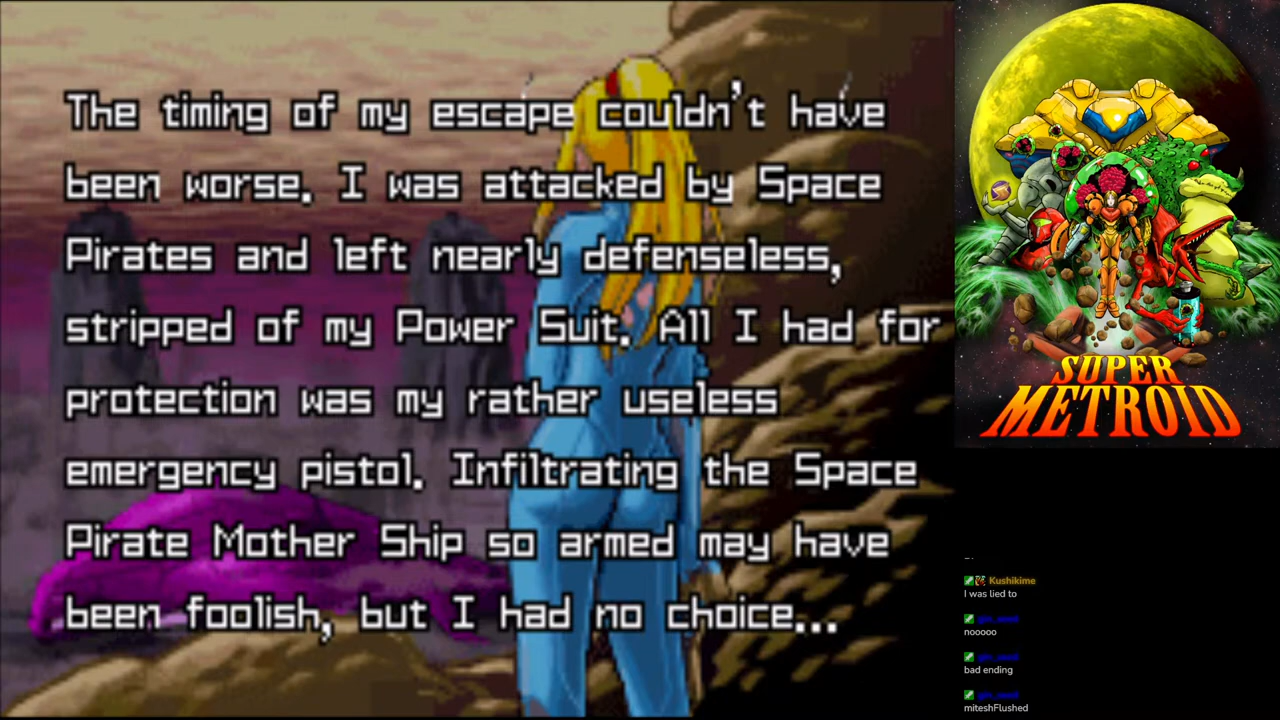 The timing of my escape couldn't have
been worse. I was attacked by Space
Pirates and left nearly defenseless,
stripped of my Power Suit. All I had for
protection was my rather useless
emergency pistol. Infiltrating the Space
Pirate Mother Ship so armed may have
been foolish, but I had no choice...
SUPER
METROID
Kushikime
I was lied to
nooooo
bad ending
miteshFlushed